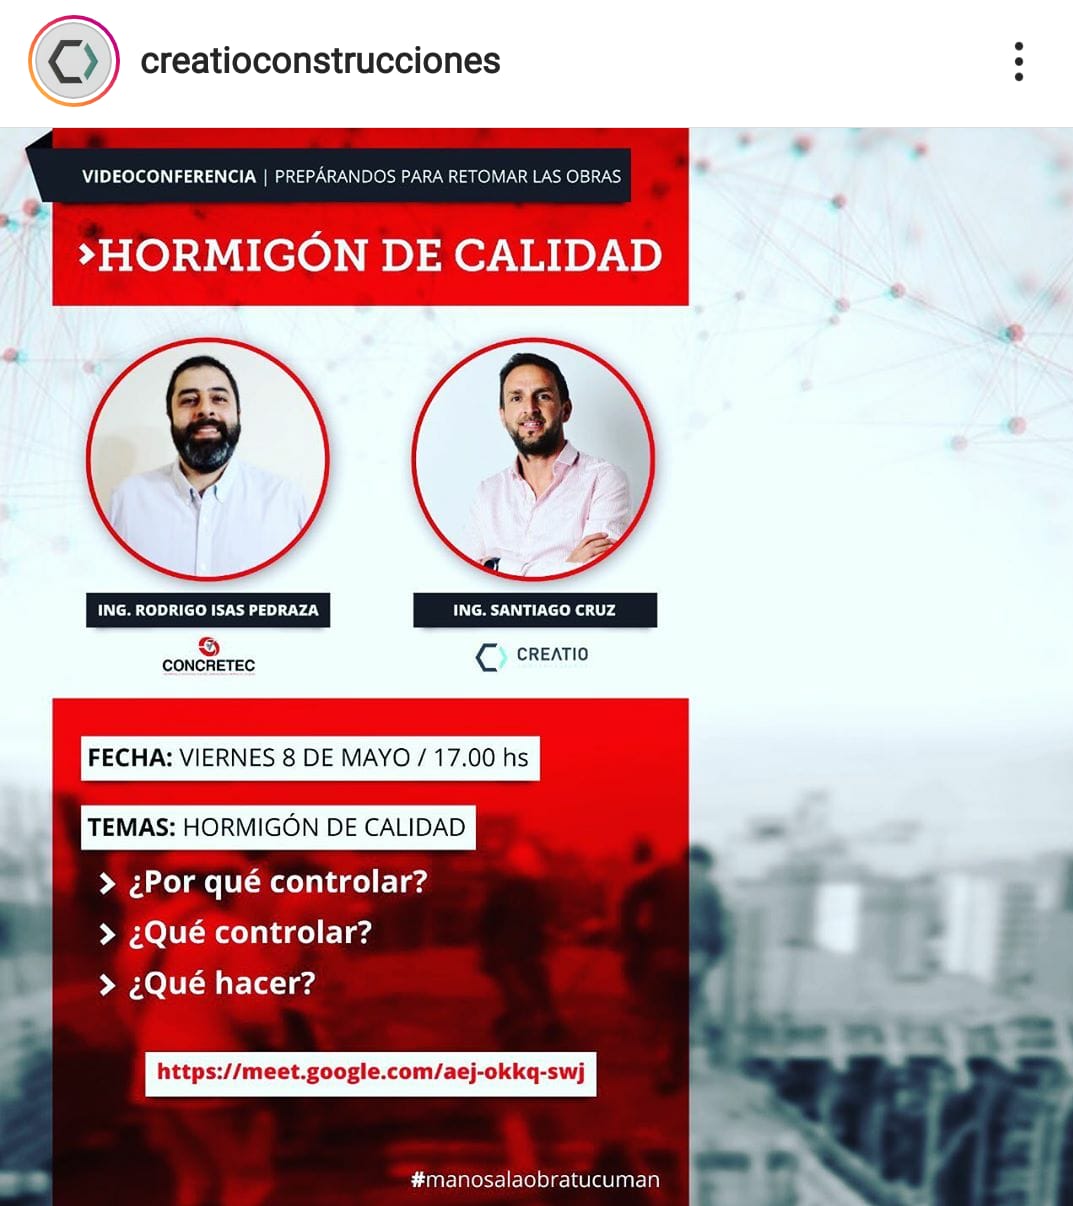 creatioconstrucciones
VIDEOCONFERENCIA | PREPÁRANDOS PARA RETOMAR LAS OBRAS
>HORMIGÓN DE CALIDAD
ING. RODRIGO ISAS PEDRAZA
ING. SANTIAGO CRUZ
CONCRETEC
CREATIO
FECHA: VIERNES 8 DE MAYO / 17.00 hs
TEMAS: HORMIGÓN DE CALIDAD
> ¿Por qué controlar?
> ¿Qué controlar?
> ¿Qué hacer?
https://meet.google.com/aej-okkq-swj
#manosalaobratucuman